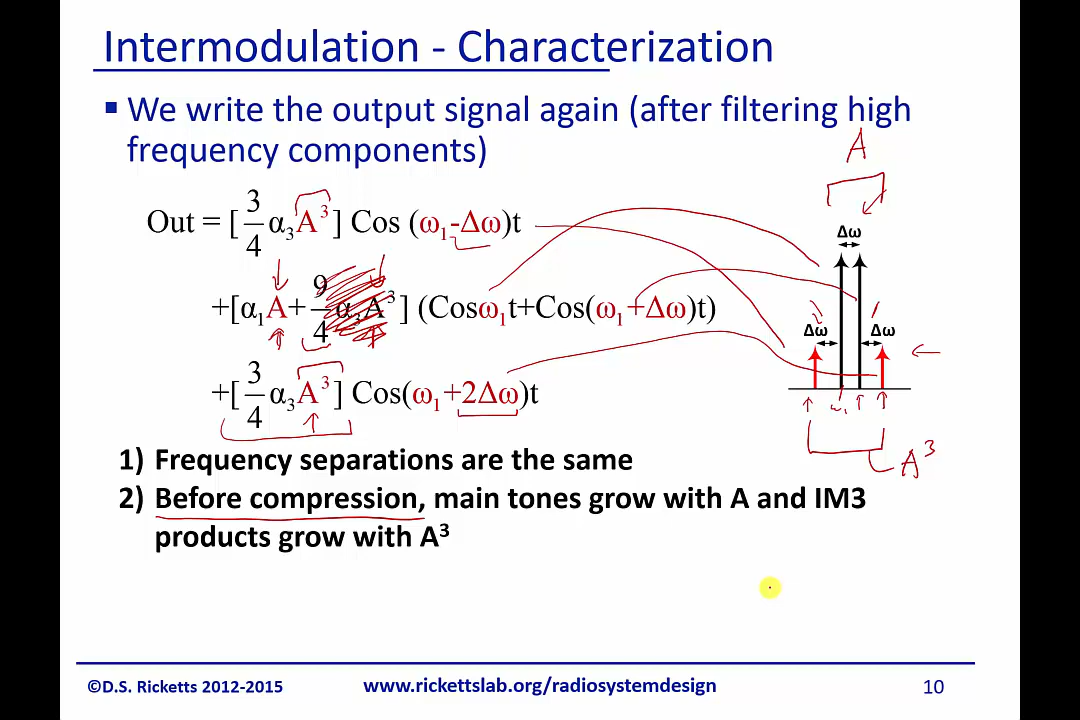 Intermodulation - Characterization
▪ We write the output signal again (after filtering high
frequency components)
A
Out = [ 3/4 α₃A³ ] Cos (ω₁-Δω)t
+[α₁A+ 9/4 α₃A³ ] (Cosω₁t+Cos(ω₁+Δω)t)
+[ 3/4 α₃A³ ] Cos(ω₁+2Δω)t
Δω
Δω Δω
ω₁
A³
1) Frequency separations are the same
2) Before compression, main tones grow with A and IM3
products grow with A³
©D.S. Ricketts 2012-2015 www.rickettslab.org/radiosystemdesign 10